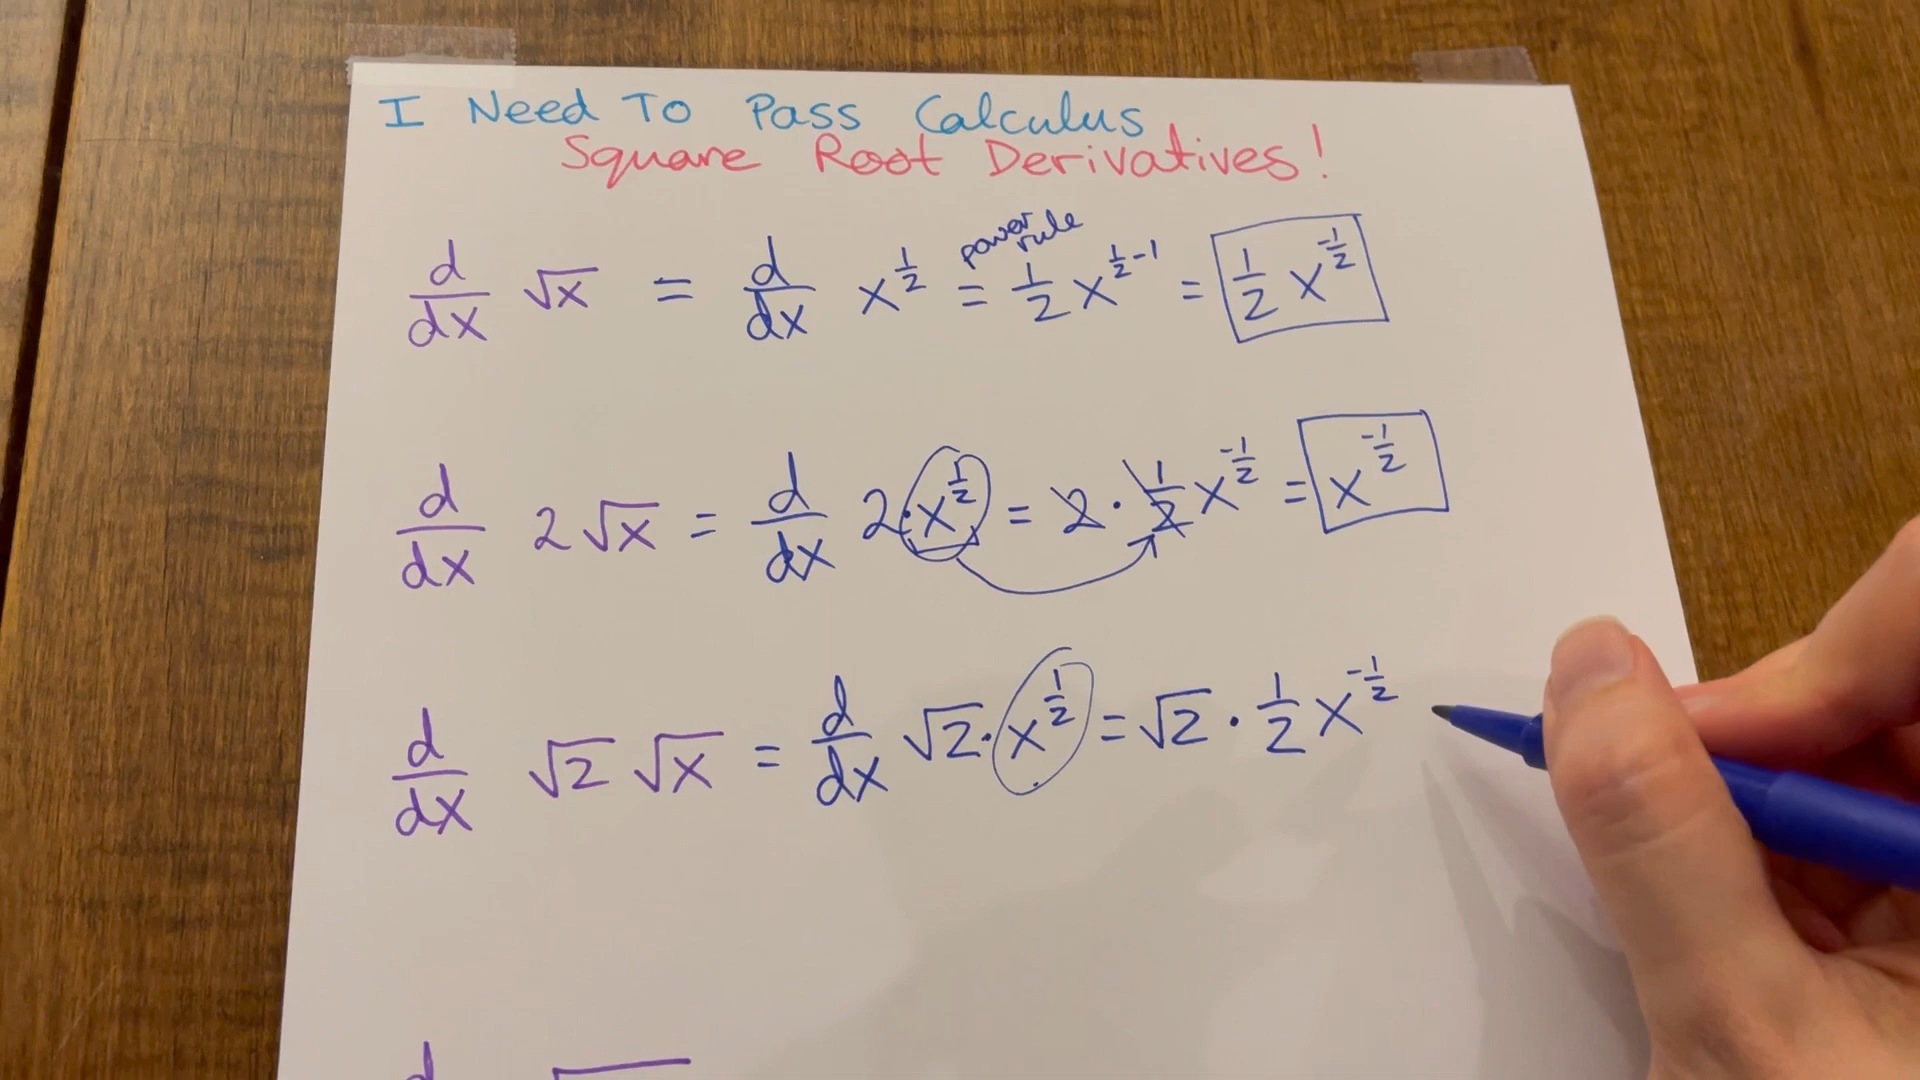 I Need To Pass Calculus
Square Root Derivatives!
power rule
d/dx √x = d/dx x^{1/2} = 1/2 x^{1/2 - 1} = 1/2 x^{-1/2}
d/dx 2√x = d/dx 2·x^{1/2} = 2 · 1/2 x^{-1/2} = x^{-1/2}
d/dx √2 √x = d/dx √2 · x^{1/2} = √2 · 1/2 x^{-1/2}